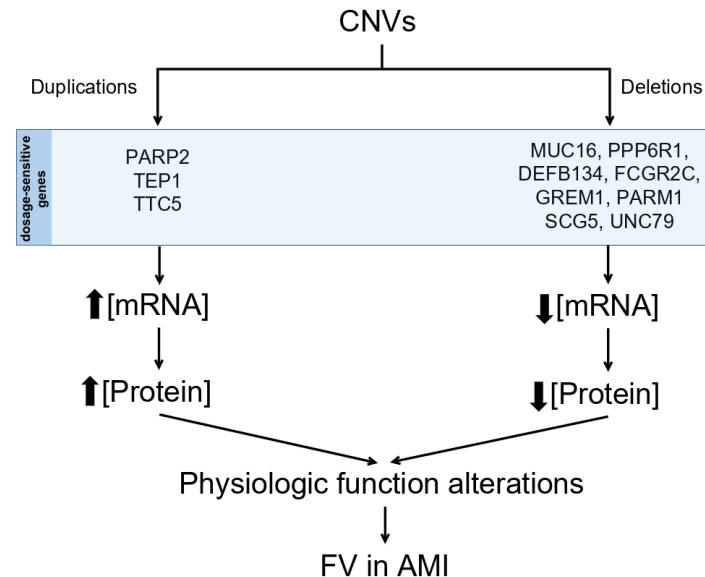 CNVs
Duplications
Deletions
dosage-sensitive
genes
PARP2
TEP1
TTC5
MUC16, PPP6R1,
DEFB134, FCGR2C,
GREM1, PARM1
SCG5, UNC79
⬆[mRNA]
⬇[mRNA]
⬆[Protein]
⬇[Protein]
Physiologic function alterations
FV in AMI